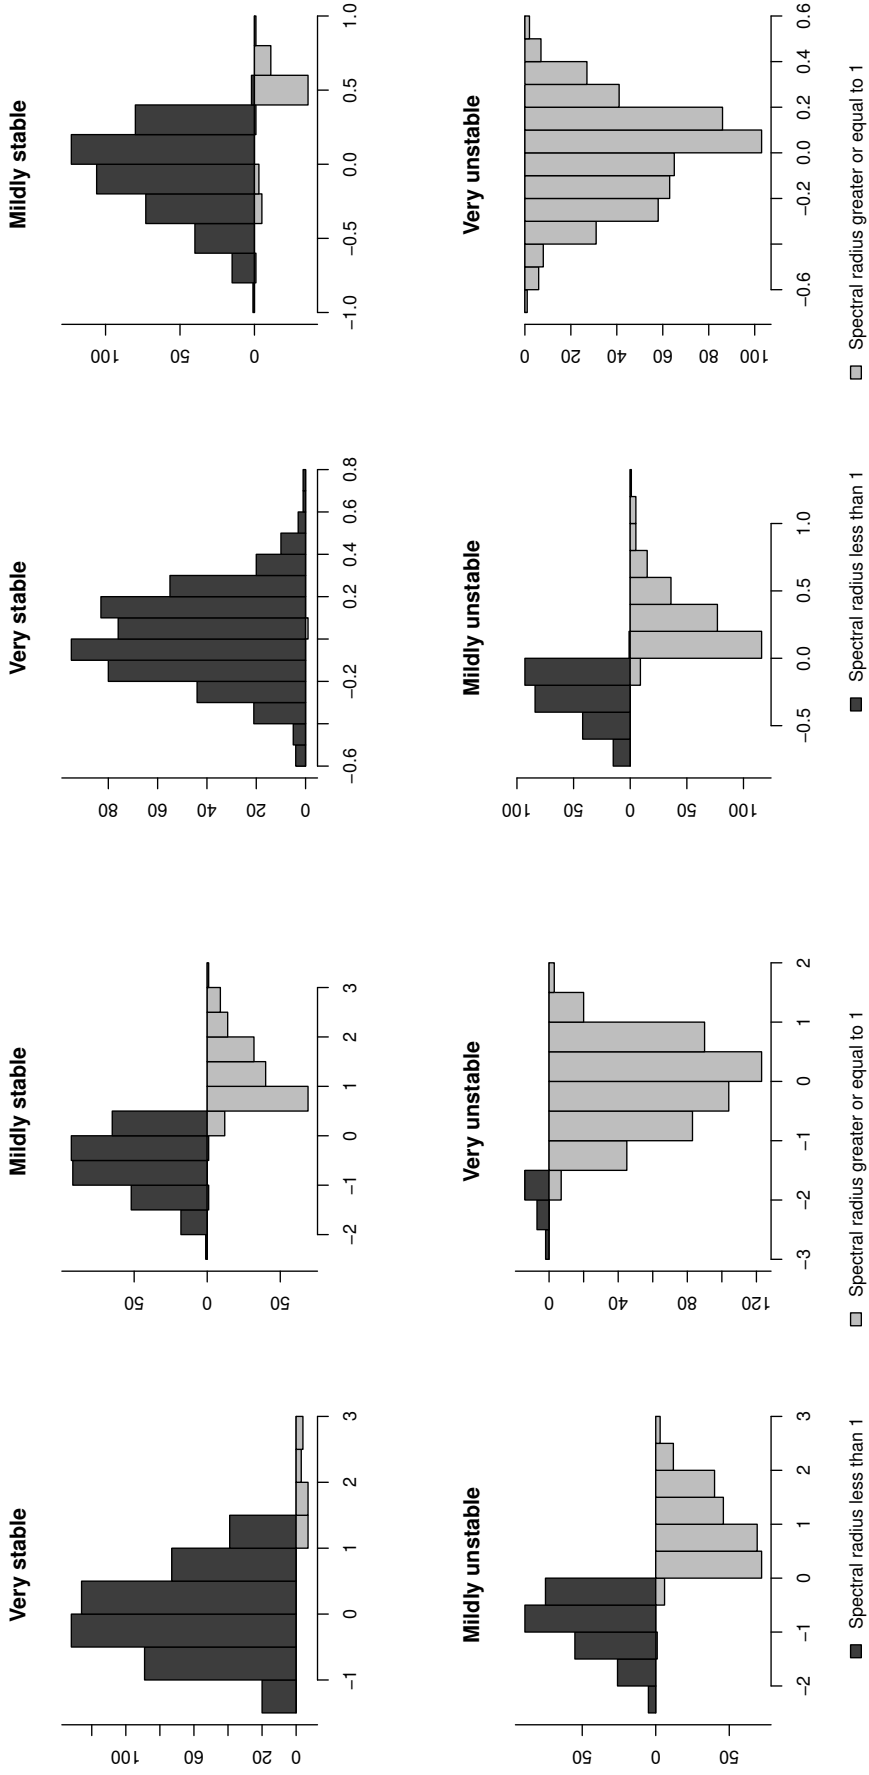 Very stable
100
60
20
0
−1 0 1 2 3
Mildly stable
50
0
50
−2 −1 0 1 2 3
Very stable
80
60
40
20
0
−0.6 −0.2 0.2 0.4 0.6 0.8
Mildly stable
100
50
0
−1.0 −0.5 0.0 0.5 1.0
Mildly unstable
50
0
50
−2 −1 0 1 2 3
Very unstable
0
40
80
120
−3 −2 −1 0 1 2
Mildly unstable
100
50
0
50
100
−0.5 0.0 0.5 1.0
Very unstable
0
20
40
60
80
100
−0.6 −0.2 0.0 0.2 0.4 0.6
Spectral radius less than 1
Spectral radius greater or equal to 1
Spectral radius less than 1
Spectral radius greater or equal to 1